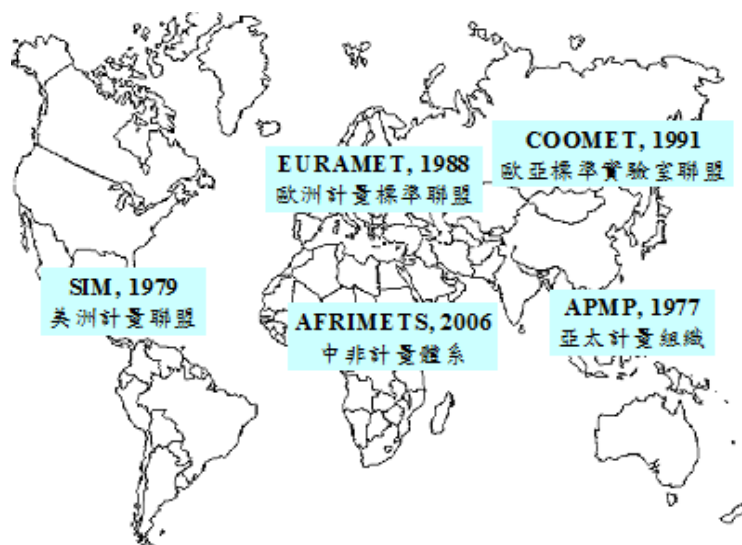 COOMET, 1991
歐亞標準實驗室聯盟
EURAMET, 1988
歐洲計量標準聯盟
SIM, 1979
美洲計量聯盟
AFRIMETS, 2006
中非計量體系
APMP, 1977
亞太計量組織